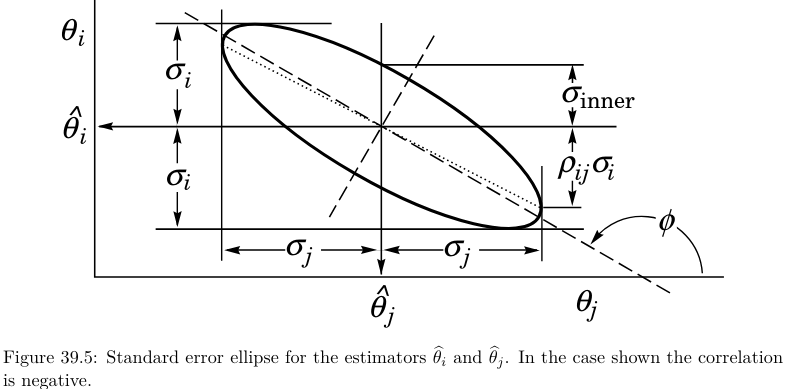 θᵢ
σᵢ
σ_inner
θ̂ᵢ
σᵢ
ρᵢⱼσᵢ
σⱼ
σⱼ
ϕ
θ̂ⱼ
θⱼ
Figure 39.5: Standard error ellipse for the estimators θ̂ᵢ and θ̂ⱼ. In the case shown the correlation
is negative.